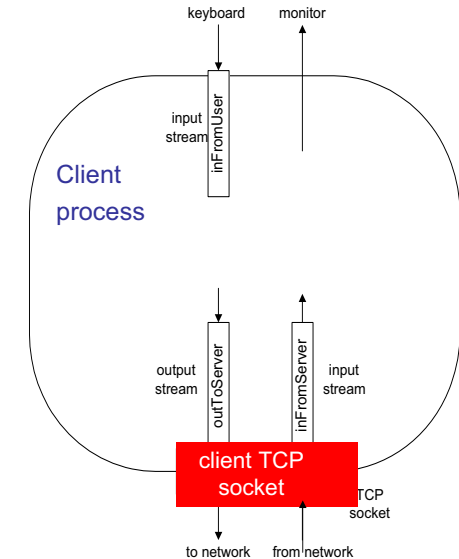 keyboard
monitor
input
stream
inFromUser
Client
process
output
stream
outToServer
inFromServer
input
stream
client TCP
socket
TCP
socket
to network
from network